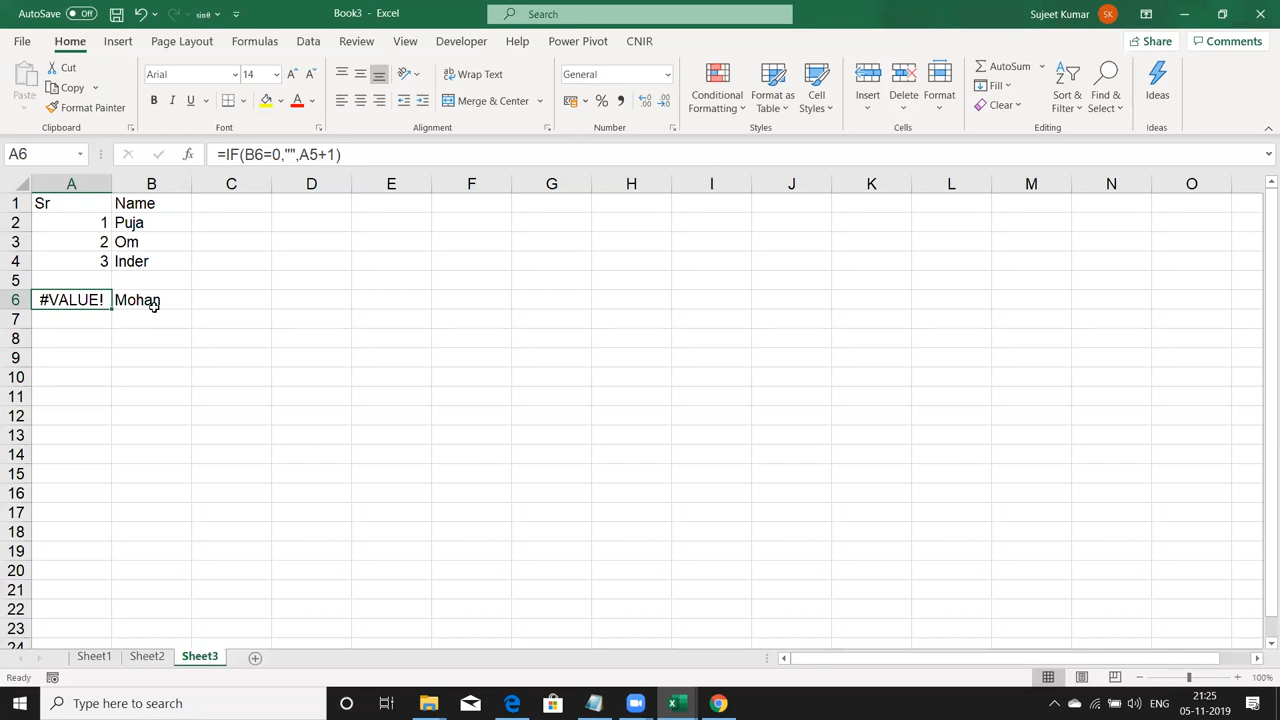 AutoSave Off sin# Book3 - Excel Search Sujeet Kumar SK
File Home Insert Page Layout Formulas Data Review View Developer Help Power Pivot CNIR Share Comments
Paste Cut Copy Format Painter Clipboard
Arial 14 B I U A Font
Wrap Text Merge & Center Alignment
General % Number
Conditional Formatting Format as Table Cell Styles Styles
Insert Delete Format Cells
AutoSum Fill Clear Sort & Filter Find & Select Editing
Ideas Ideas
A6 fx =IF(B6=0,"",A5+1)
A B C D E F G H I J K L M N O
1 Sr Name
2 1 Puja
3 2 Om
4 3 Inder
5
6 #VALUE! Mohan
7
8
9
10
11
12
13
14
15
16
17
18
19
20
21
22
23
24
Sheet1 Sheet2 Sheet3
Ready 100%
Type here to search ENG 21:25
05-11-2019